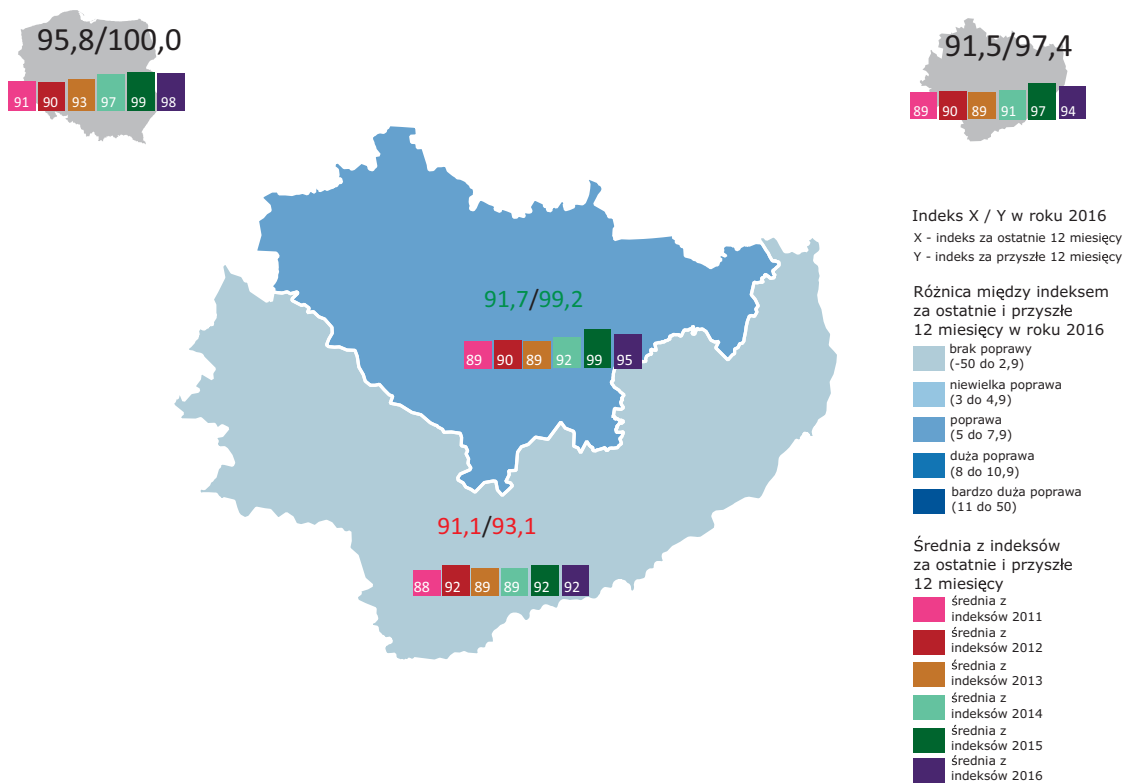 95,8/100,0
91 90 93 97 99 98
91,5/97,4
89 90 89 91 97 94
91,7/99,2
89 90 89 92 99 95
91,1/93,1
88 92 89 89 92 92
Indeks X / Y w roku 2016
X - indeks za ostatnie 12 miesięcy
Y - indeks za przyszłe 12 miesięcy
Różnica między indeksem
za ostatnie i przyszłe
12 miesięcy w roku 2016
brak poprawy
(-50 do 2,9)
niewielka poprawa
(3 do 4,9)
poprawa
(5 do 7,9)
duża poprawa
(8 do 10,9)
bardzo duża poprawa
(11 do 50)
Średnia z indeksów
za ostatnie i przyszłe
12 miesięcy
średnia z
indeksów 2011
średnia z
indeksów 2012
średnia z
indeksów 2013
średnia z
indeksów 2014
średnia z
indeksów 2015
średnia z
indeksów 2016